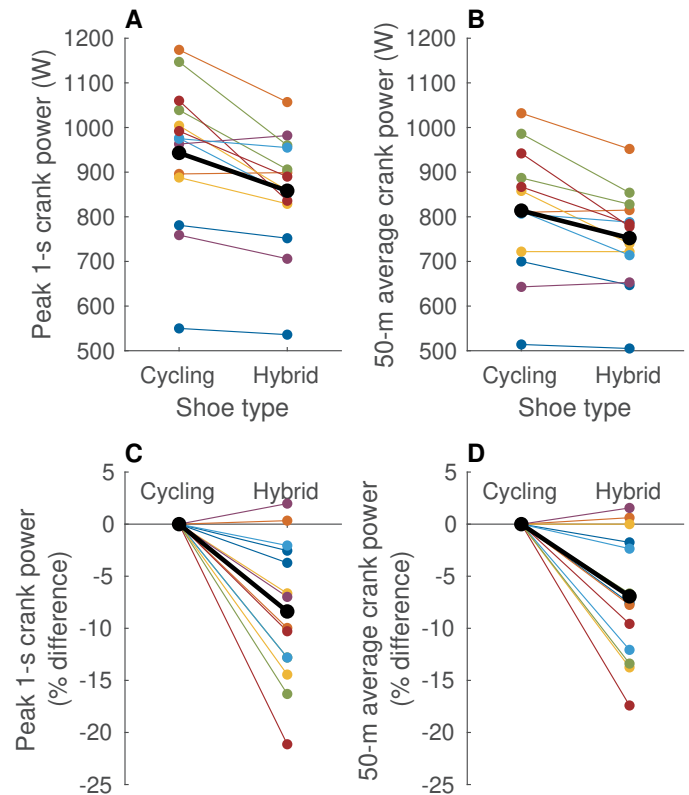 A
Peak 1-s crank power (W)
1200
1100
1000
900
800
700
600
500
Cycling
Hybrid
Shoe type
B
50-m average crank power (W)
1200
1100
1000
900
800
700
600
500
Cycling
Hybrid
Shoe type
C
Peak 1-s crank power
(% difference)
5
0
-5
-10
-15
-20
-25
Cycling
Hybrid
D
50-m average crank power
(% difference)
5
0
-5
-10
-15
-20
-25
Cycling
Hybrid